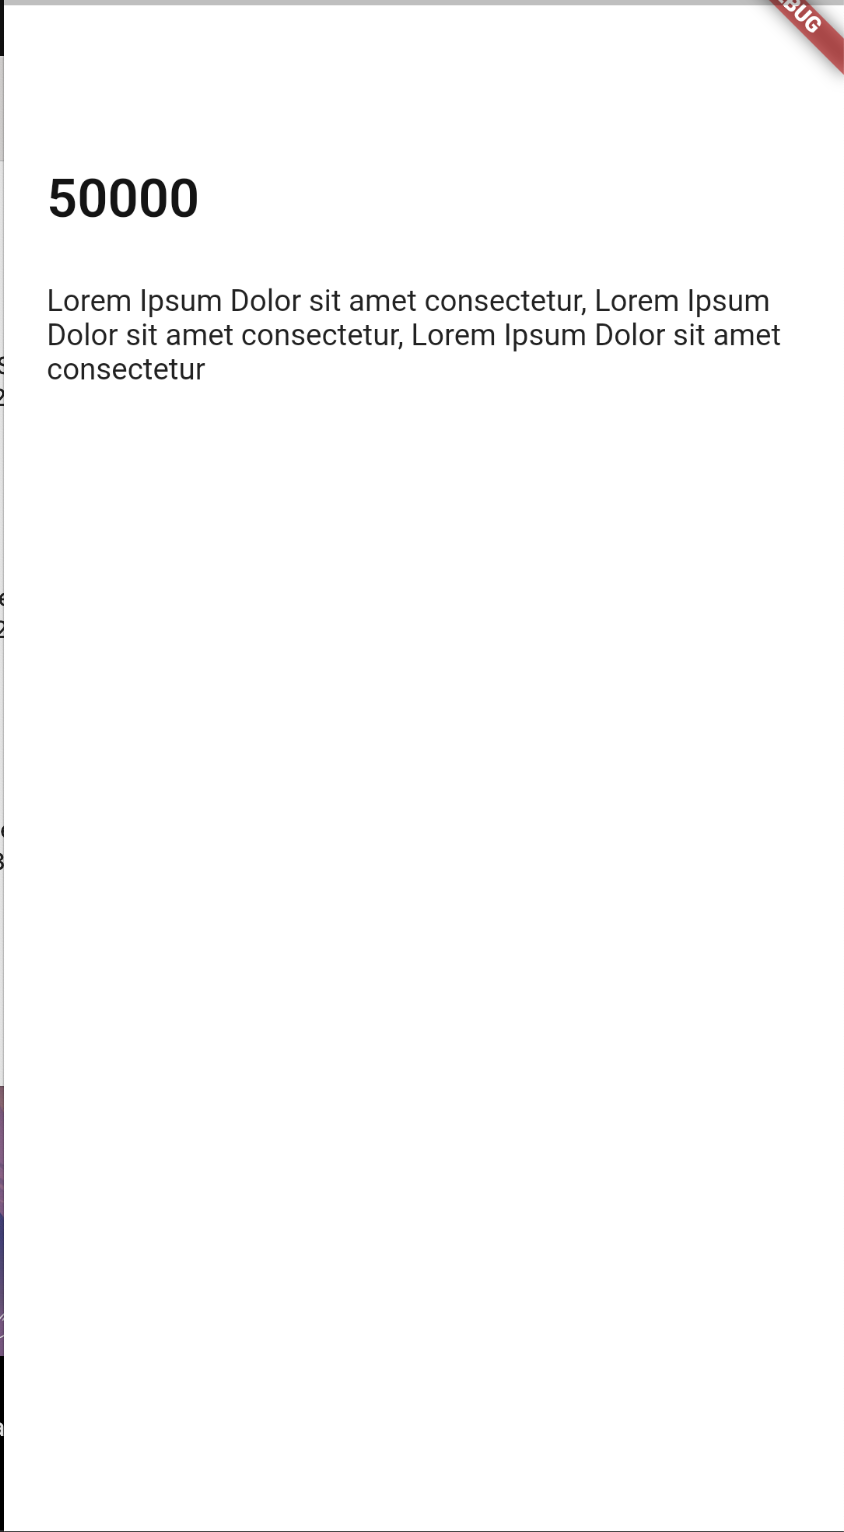 BUG
50000
Lorem Ipsum Dolor sit amet consectetur, Lorem Ipsum
Dolor sit amet consectetur, Lorem Ipsum Dolor sit amet
consectetur